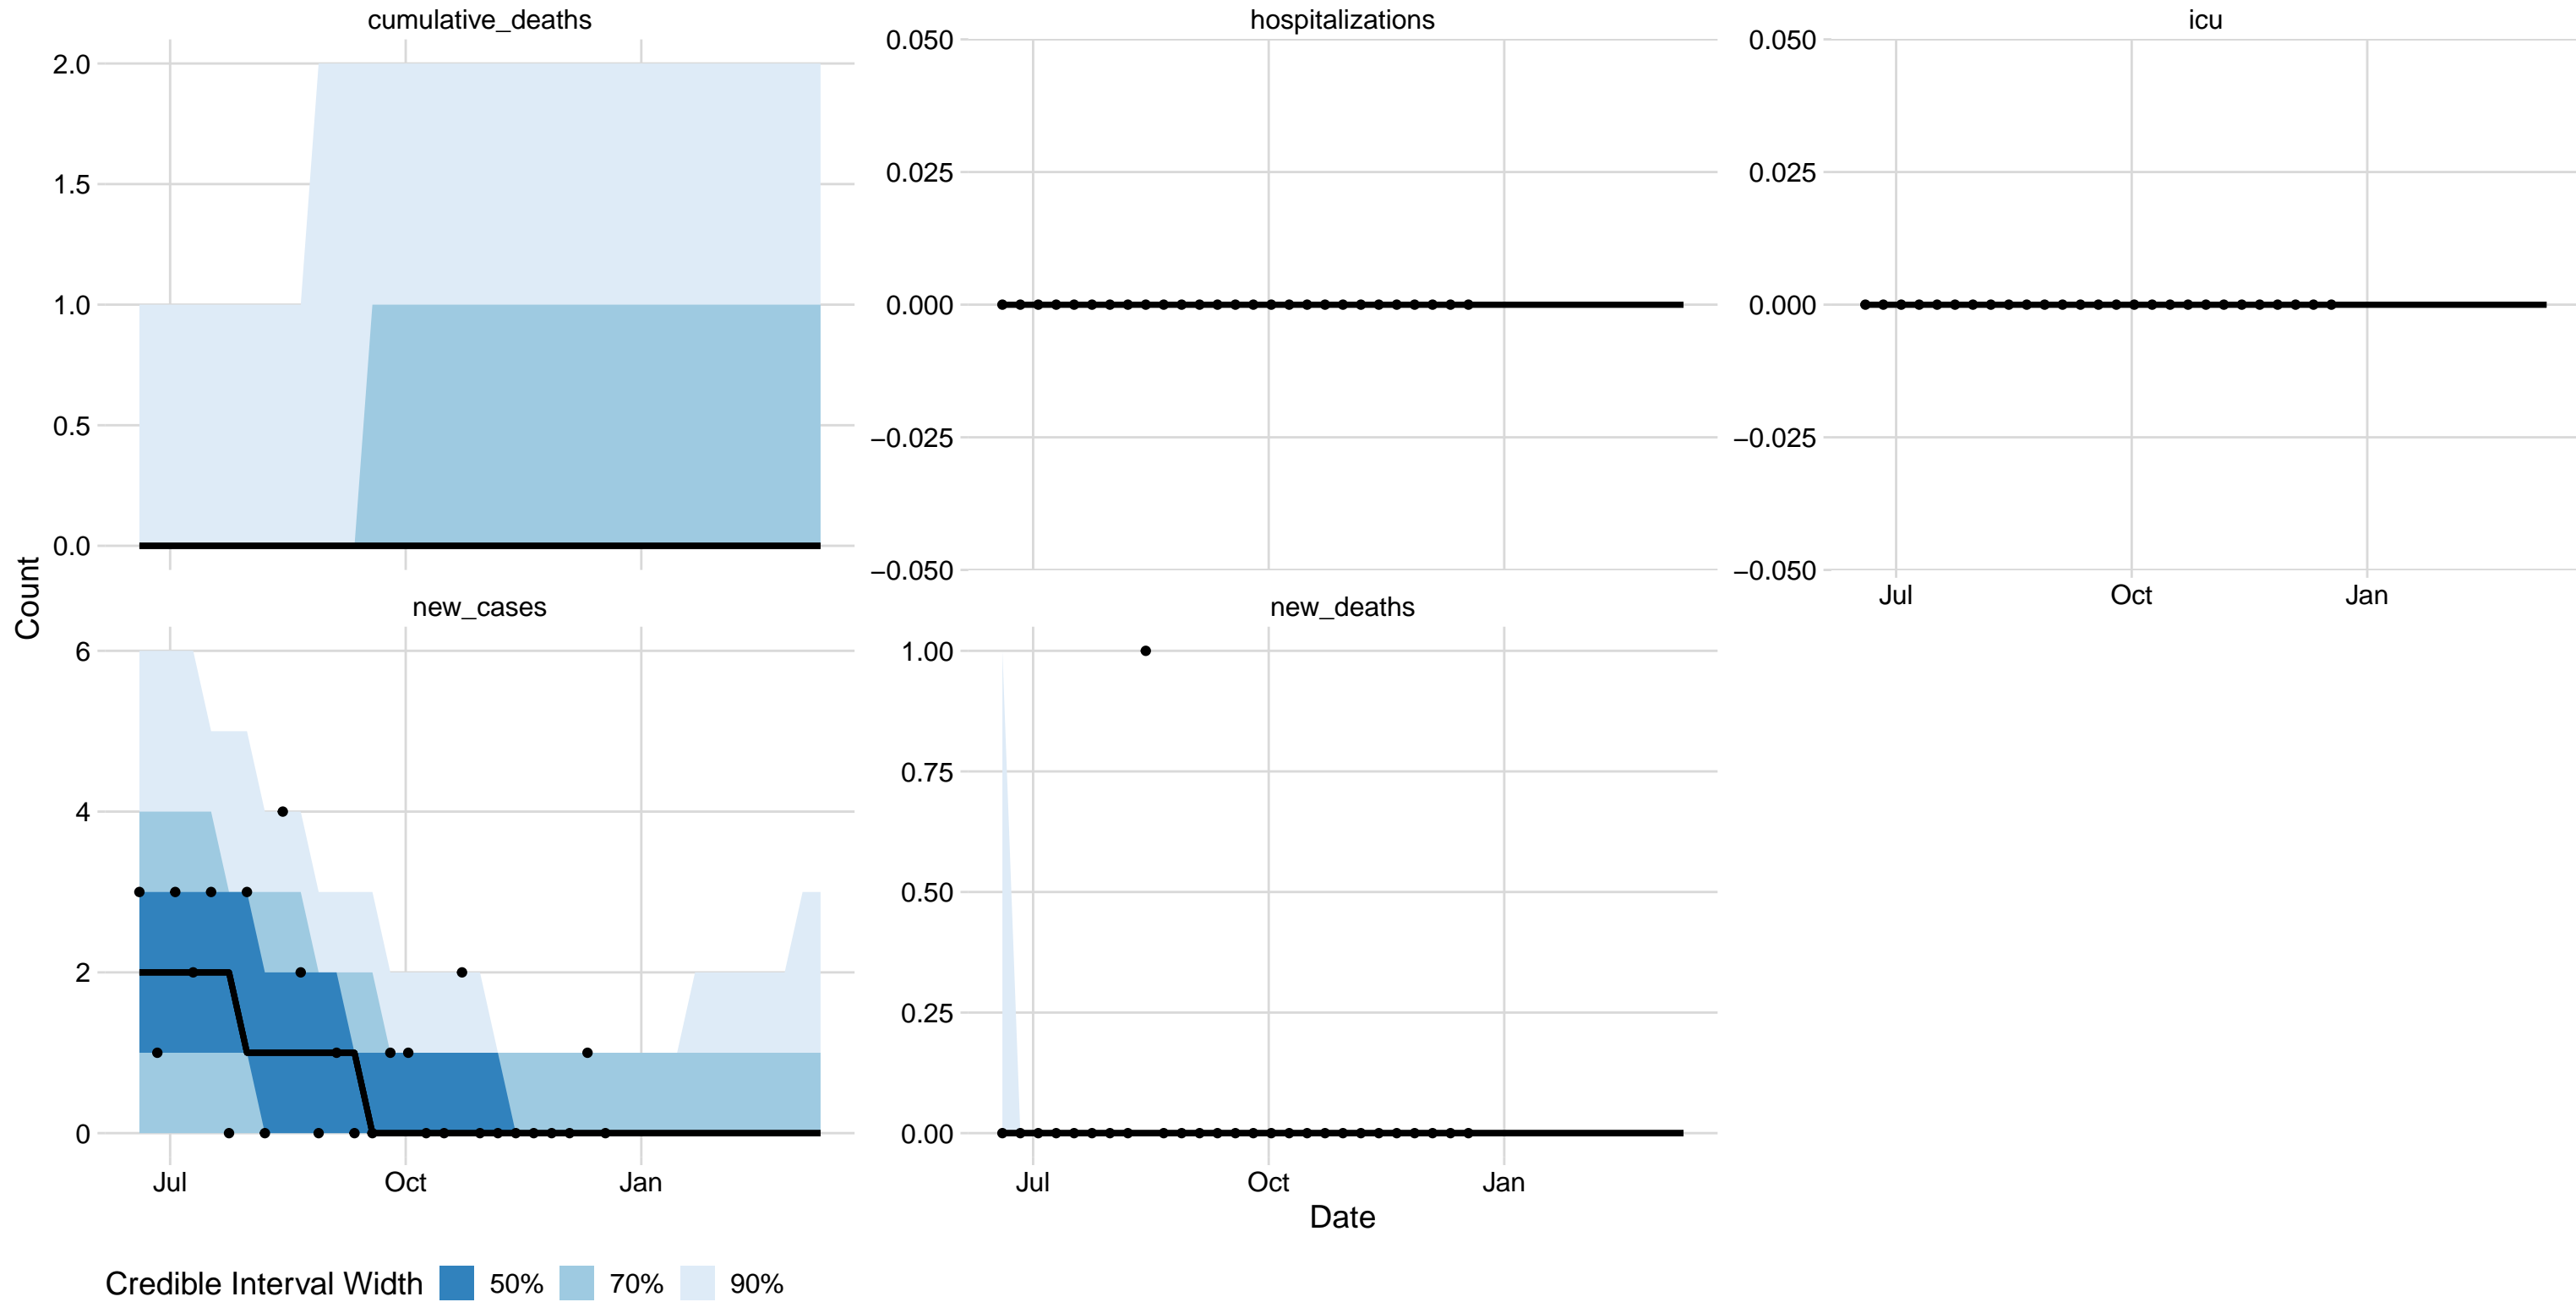 cumulative_deaths
hospitalizations
icu
2.0
1.5
1.0
0.5
0.0
0.050
0.025
0.000
−0.025
−0.050
0.050
0.025
0.000
−0.025
−0.050
Jul Oct Jan
Count
new_cases
new_deaths
6
4
2
0
1.00
0.75
0.50
0.25
0.00
Jul Oct Jan
Jul Oct Jan
Date
Credible Interval Width 50% 70% 90%